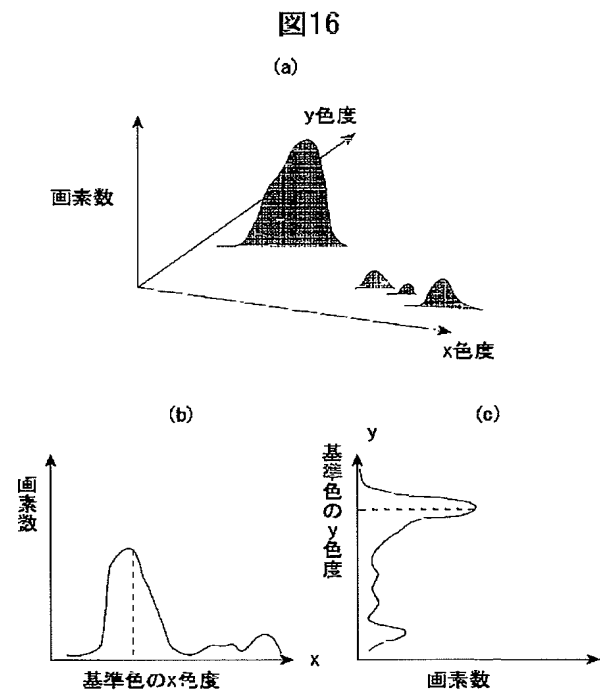 図16
(a)
y色度
画素数
x色度
(b)
画素数
x
基準色のx色度
(c)
y
基準色のy色度
画素数